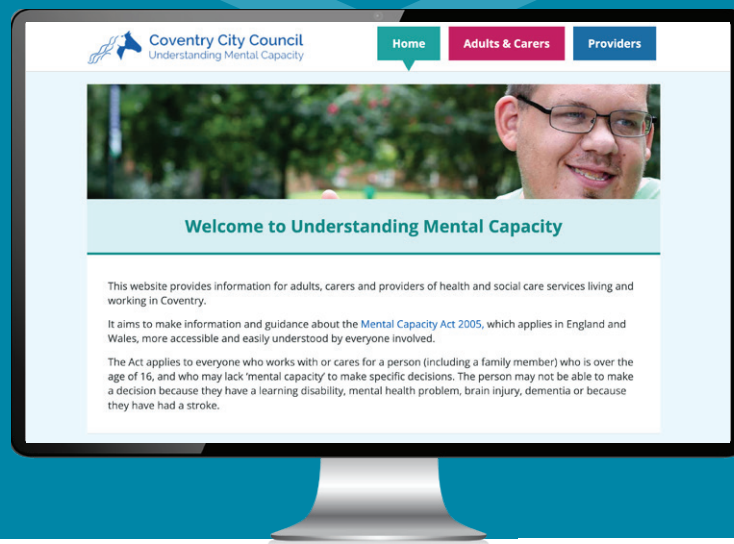 Coventry City Council
Understanding Mental Capacity
Home
Adults & Carers
Providers
Welcome to Understanding Mental Capacity
This website provides information for adults, carers and providers of health and social care services living and
working in Coventry.
It aims to make information and guidance about the Mental Capacity Act 2005, which applies in England and
Wales, more accessible and easily understood by everyone involved.
The Act applies to everyone who works with or cares for a person (including a family member) who is over the
age of 16, and who may lack ‘mental capacity’ to make specific decisions. The person may not be able to make
a decision because they have a learning disability, mental health problem, brain injury, dementia or because
they have had a stroke.